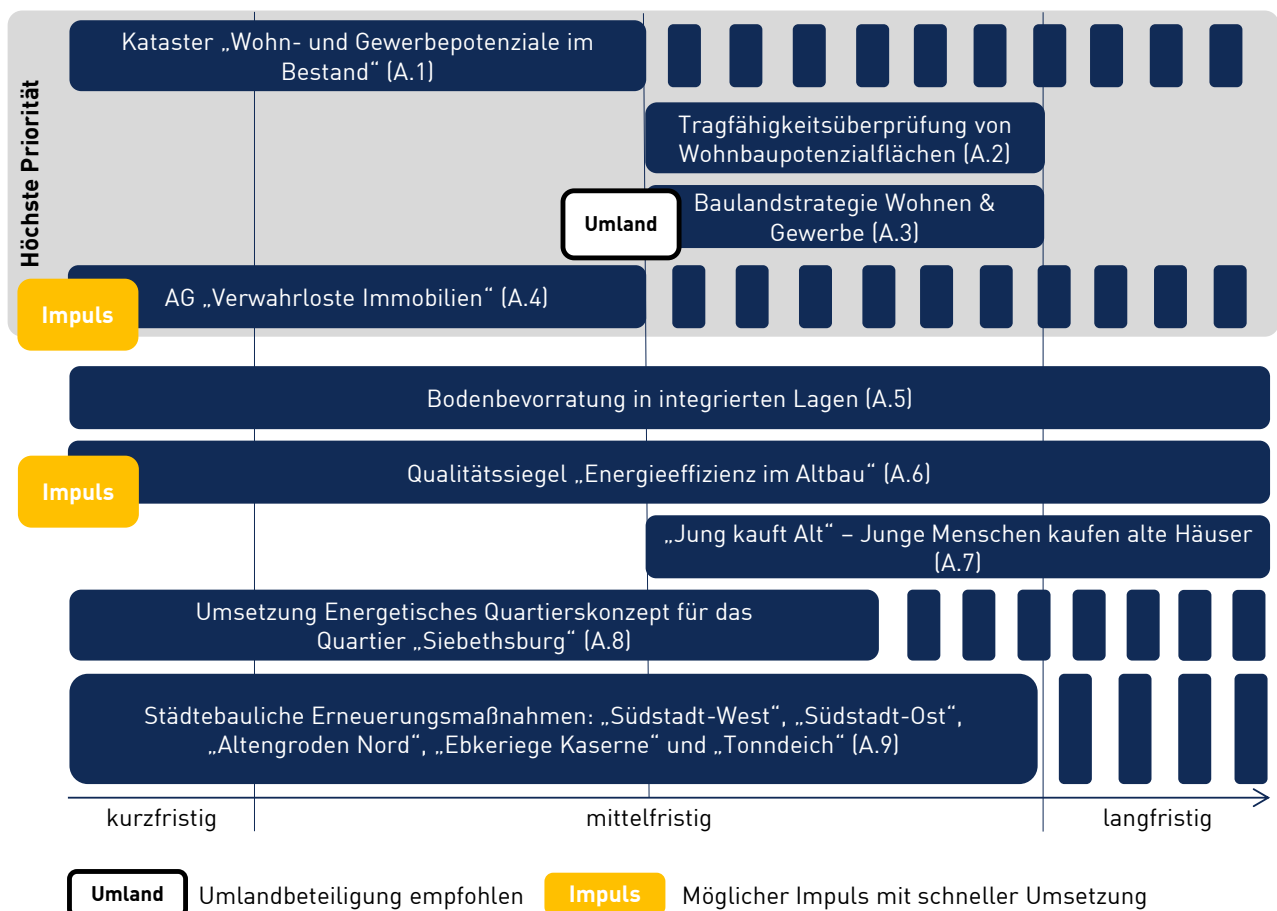 Höchste Priorität
Kataster „Wohn- und Gewerbepotenziale im
Bestand“ (A.1)
Tragfähigkeitsüberprüfung von
Wohnbaupotenzialflächen (A.2)
Umland
Baulandstrategie Wohnen &
Gewerbe (A.3)
Impuls
AG „Verwahrloste Immobilien“ (A.4)
Bodenbevorratung in integrierten Lagen (A.5)
Impuls
Qualitätssiegel „Energieeffizienz im Altbau“ (A.6)
„Jung kauft Alt“ – Junge Menschen kaufen alte Häuser
(A.7)
Umsetzung Energetisches Quartierskonzept für das
Quartier „Siebethsburg“ (A.8)
Städtebauliche Erneuerungsmaßnahmen: „Südstadt-West“, „Südstadt-Ost“,
„Altengroden Nord“, „Ebkeriege Kaserne“ und „Tonndeich“ (A.9)
kurzfristig
mittelfristig
langfristig
Umland
Umlandbeteiligung empfohlen
Impuls
Möglicher Impuls mit schneller Umsetzung